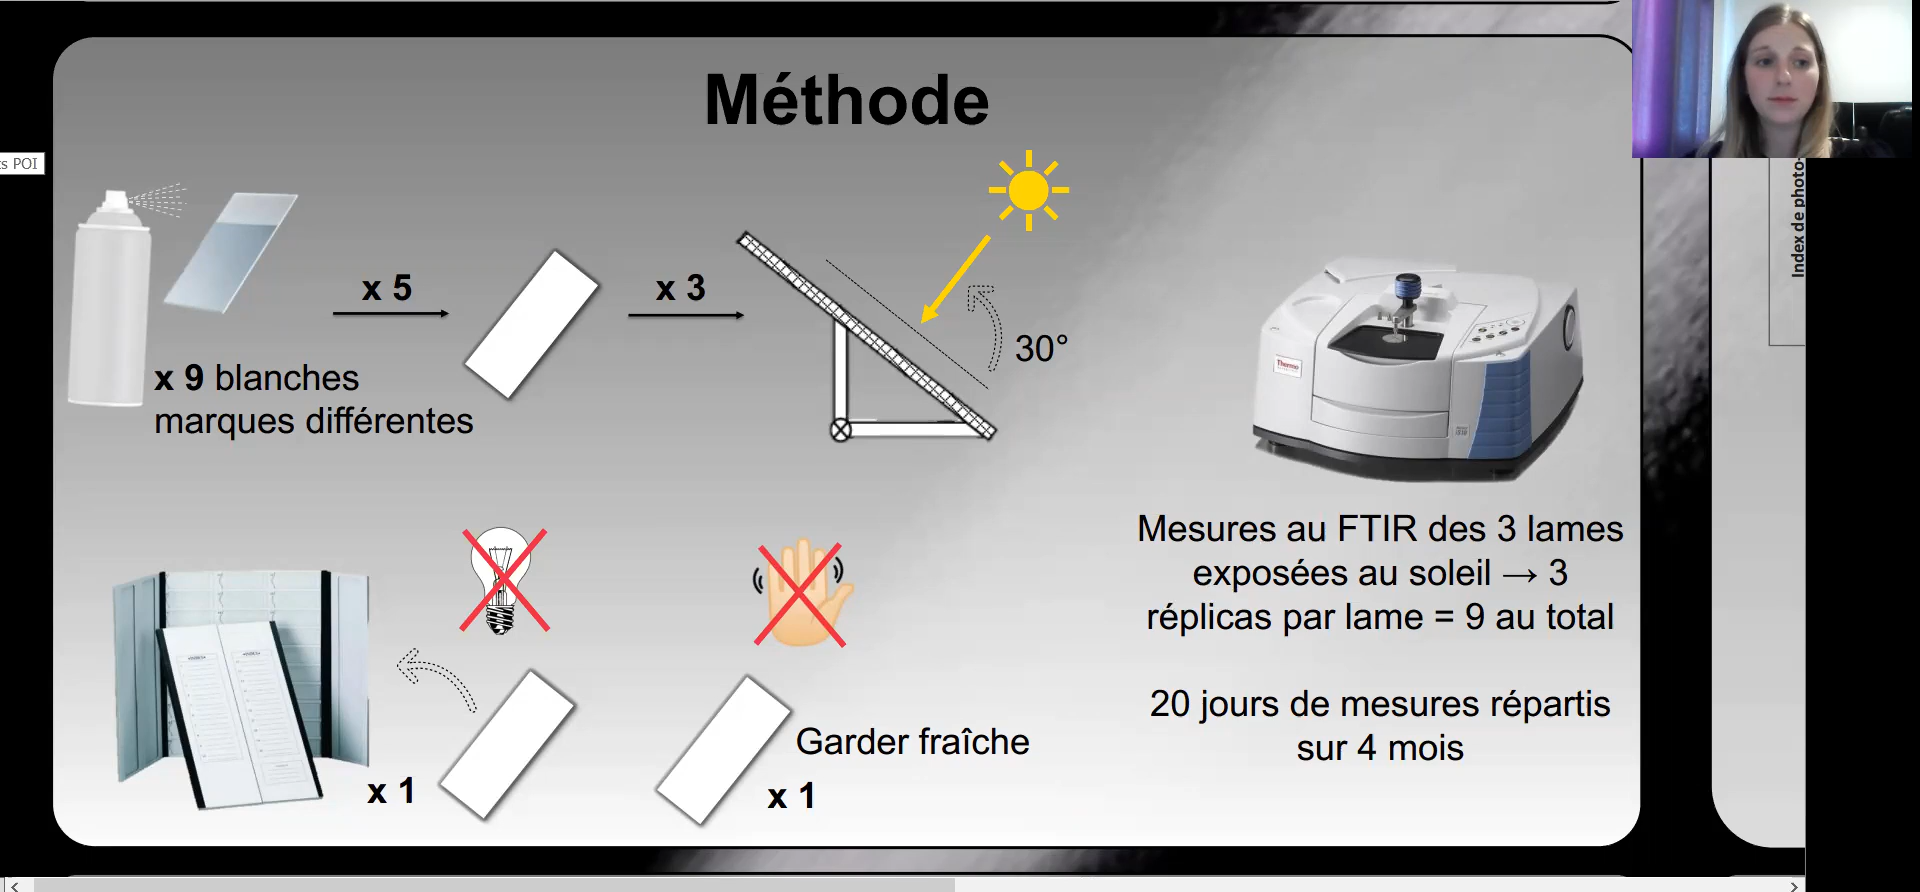 Méthode
ts POI
x 5
x 3
30°
x 9 blanches
marques différentes
Thermo
Mesures au FTIR des 3 lames
exposées au soleil → 3
réplicas par lame = 9 au total
20 jours de mesures répartis
sur 4 mois
Garder fraîche
x 1
x 1
Index de photo-